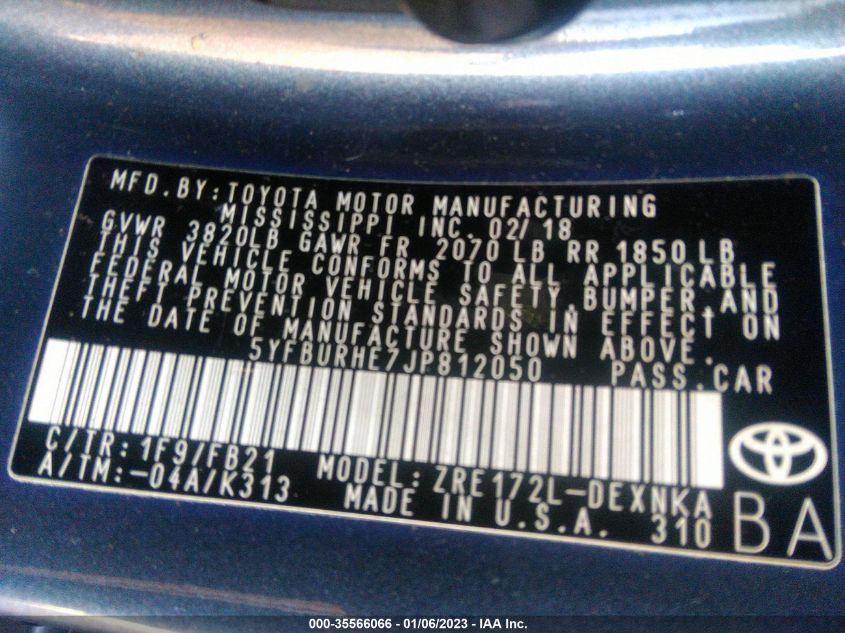 MFD. BY: TOYOTA MOTOR MANUFACTURING
MISSISSIPPI INC. 02/18
GVWR 3820LB GAWR FR 2070 LB RR 1850 LB
THIS VEHICLE CONFORMS TO ALL APPLICABLE
FEDERAL MOTOR VEHICLE SAFETY, BUMPER, AND
THEFT PREVENTION STANDARDS IN EFFECT ON
THE DATE OF MANUFACTURE SHOWN ABOVE.
5YFBURHE7JP812050 PASS. CAR
C/TR: 1F9/FB21 MODEL: ZRE172L-DEXNKA
A/TM: -04A/K313 MADE IN U.S.A. 310
BA
000-35566066 - 01/06/2023 - IAA Inc.